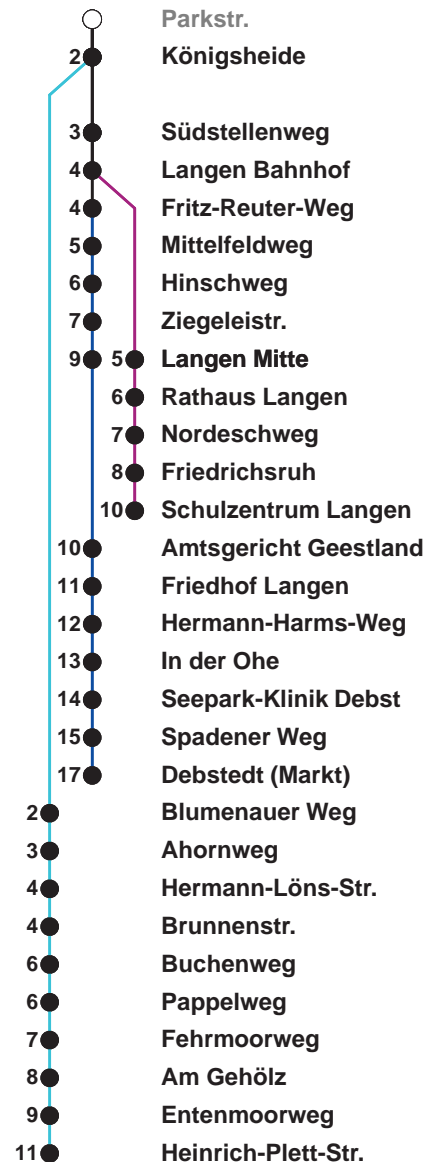 Parkstr.
2 Königsheide
3 Südstellenweg
4 Langen Bahnhof
4 Fritz-Reuter-Weg
5 Mittelfeldweg
6 Hinschweg
7 Ziegeleistr.
9 5 Langen Mitte
6 Rathaus Langen
7 Nordeschweg
8 Friedrichsruh
10 Schulzentrum Langen
10 Amtsgericht Geestland
11 Friedhof Langen
12 Hermann-Harms-Weg
13 In der Ohe
14 Seepark-Klinik Debst
15 Spadener Weg
17 Debstedt (Markt)
2 Blumenauer Weg
3 Ahornweg
4 Hermann-Löns-Str.
4 Brunnenstr.
6 Buchenweg
6 Pappelweg
7 Fehrmoorweg
8 Am Gehölz
9 Entenmoorweg
11 Heinrich-Plett-Str.